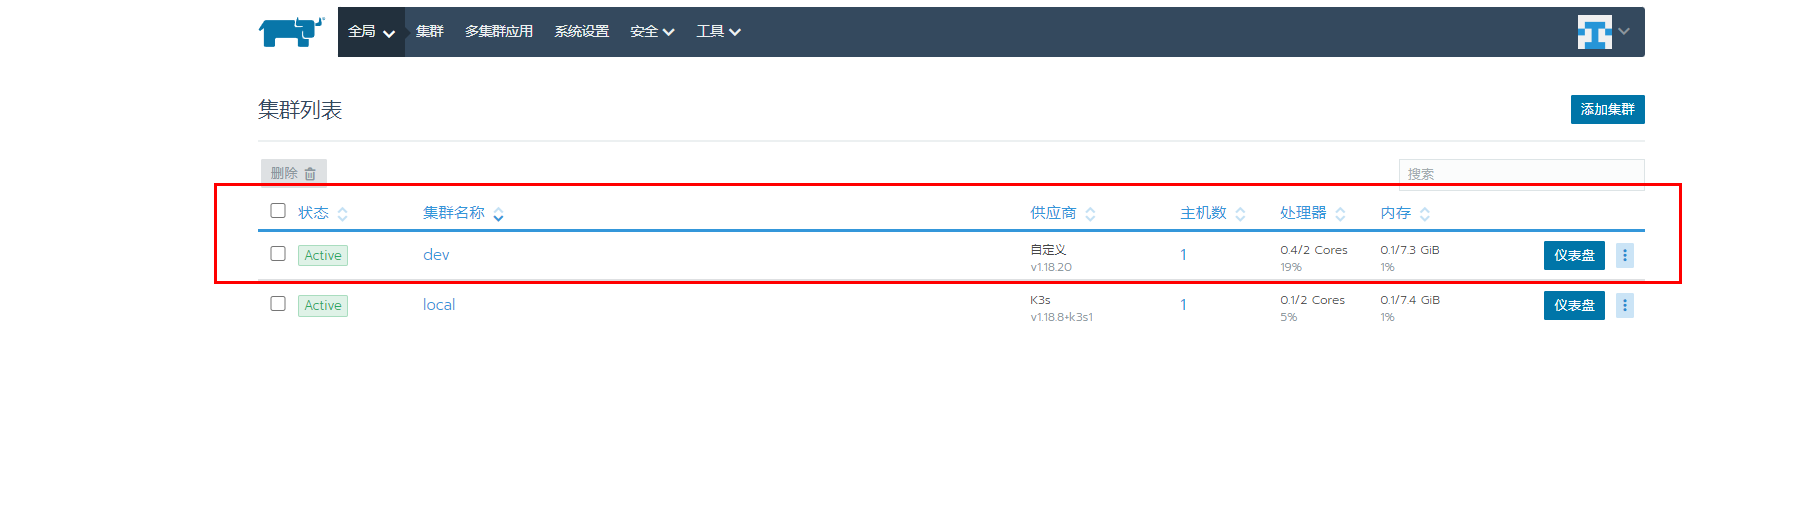 全局 集群 多集群应用 系统设置 安全 工具
集群列表 添加集群
删除 搜索
状态 集群名称 供应商 主机数 处理器 内存
Active dev 自定义 1 0.4/2 Cores 0.1/7.3 GiB 仪表盘
v1.18.20 19% 1%
Active local K3s 1 0.1/2 Cores 0.1/7.4 GiB 仪表盘
v1.18.8+k3s1 5% 1%